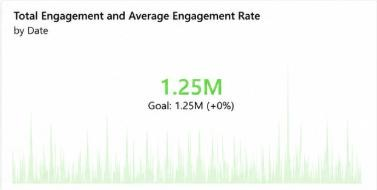 Total Engagement and Average Engagement Rate
by Date
1.25M
Goal: 1.25M (+0%)